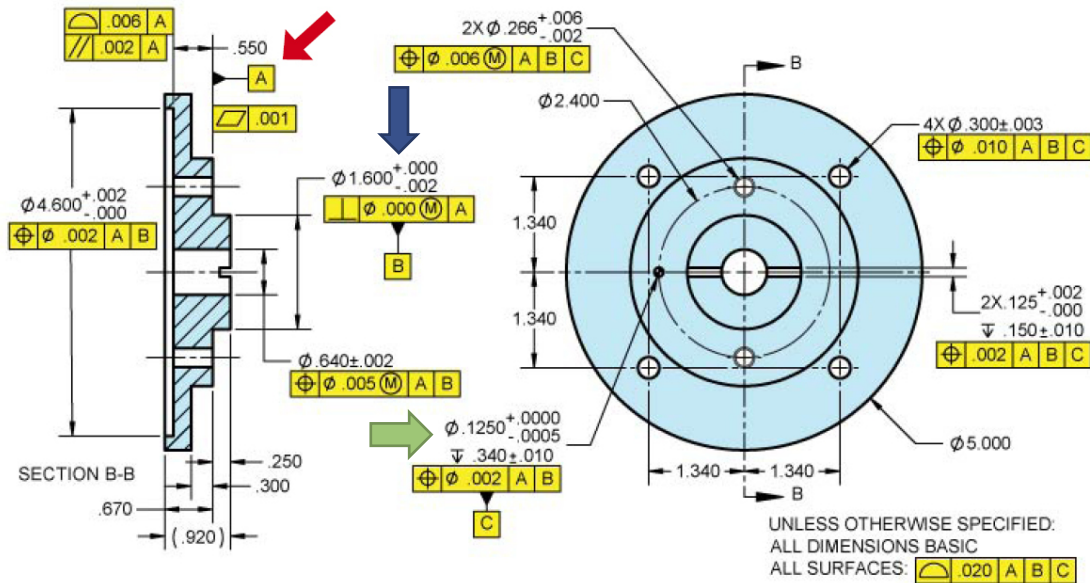 ⌓ .006 A
// .002 A
.550
A
⏥ .001
Ø4.600 +.002 -.000
⌖ Ø .002 A B
Ø1.600 +.000 -.002
⟂ Ø .000 Ⓜ A
B
Ø.640±.002
⌖ Ø .005 Ⓜ A B
SECTION B-B
.250
.300
.670
(.920)
2X Ø.266 +.006 -.002
⌖ Ø .006 Ⓜ A B C
B
Ø2.400
4X Ø.300±.003
⌖ Ø .010 A B C
1.340
1.340
2X.125 +.002 -.000
↧ .150±.010
⌖ .002 A B C
Ø.1250 +.0000 -.0005
↧ .340±.010
⌖ Ø .002 A B
C
1.340
1.340
B
Ø5.000
UNLESS OTHERWISE SPECIFIED:
ALL DIMENSIONS BASIC
ALL SURFACES: ⌓ .020 A B C